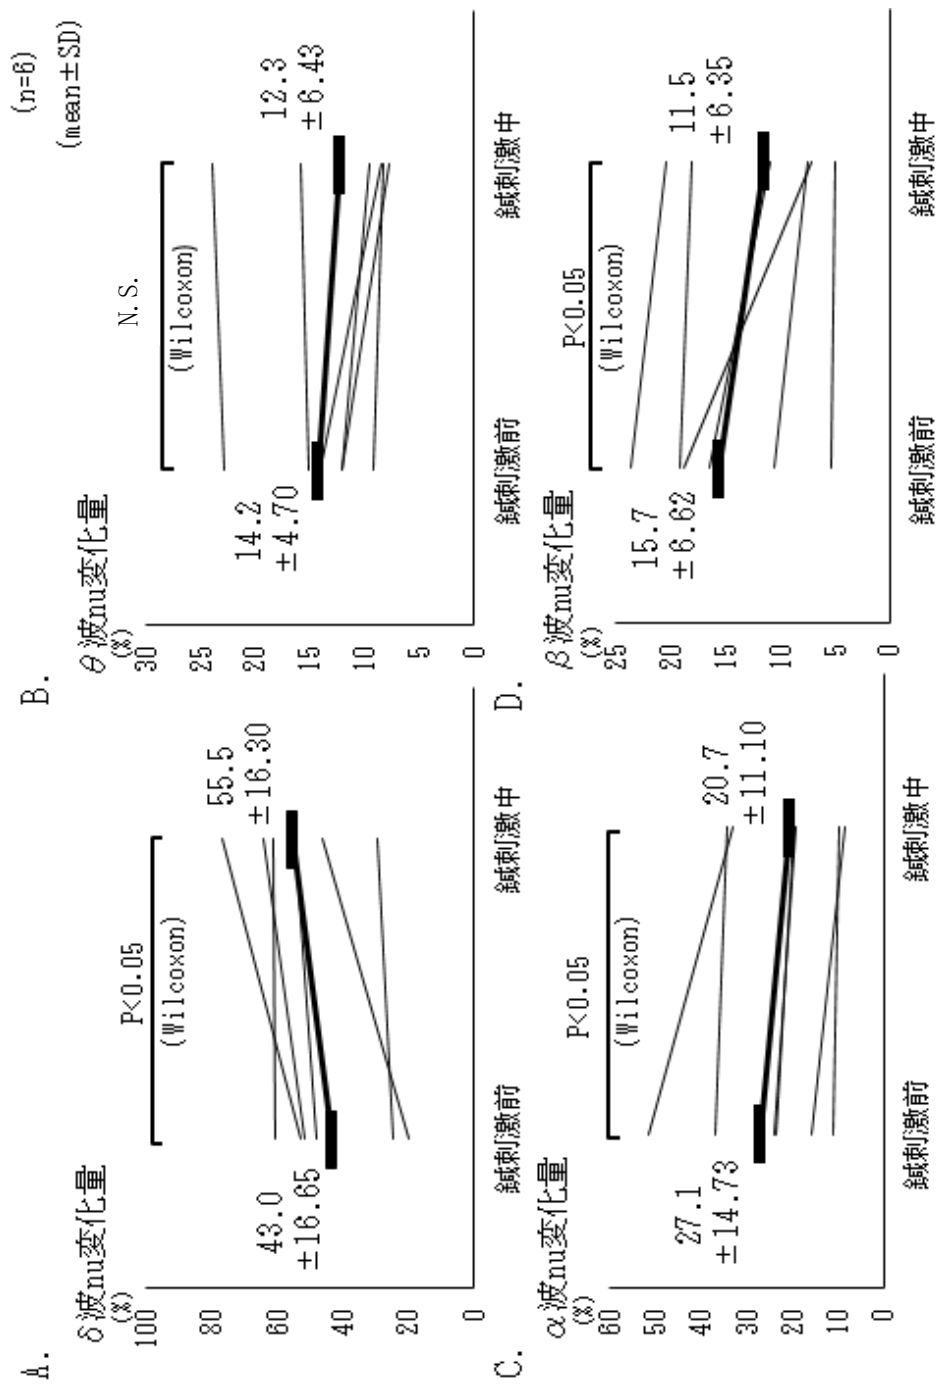 (n=6)
(mean±SD)
A.
δ波nu変化量
(%)
100
80
60
40
20
0
P<0.05
(Wilcoxon)
43.0
±16.65
55.5
±16.30
鍼刺激前
鍼刺激中
B.
θ波nu変化量
(%)
30
25
20
15
10
5
0
N.S.
(Wilcoxon)
14.2
±4.70
12.3
±6.43
鍼刺激前
鍼刺激中
C.
α波nu変化量
(%)
60
50
40
30
20
10
0
P<0.05
(Wilcoxon)
27.1
±14.73
20.7
±11.10
鍼刺激前
鍼刺激中
D.
β波nu変化量
(%)
25
20
15
10
5
0
P<0.05
(Wilcoxon)
15.7
±6.62
11.5
±6.35
鍼刺激前
鍼刺激中